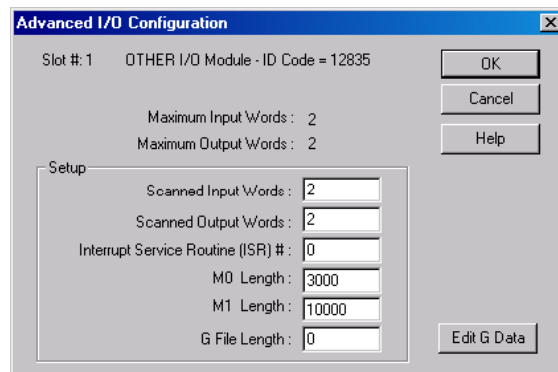 Advanced I/O Configuration
Slot #: 1 OTHER I/O Module - ID Code = 12835
OK
Cancel
Help
Maximum Input Words : 2
Maximum Output Words : 2
Setup
Scanned Input Words : 2
Scanned Output Words : 2
Interrupt Service Routine (ISR) # : 0
M0 Length : 3000
M1 Length : 10000
G File Length : 0
Edit G Data